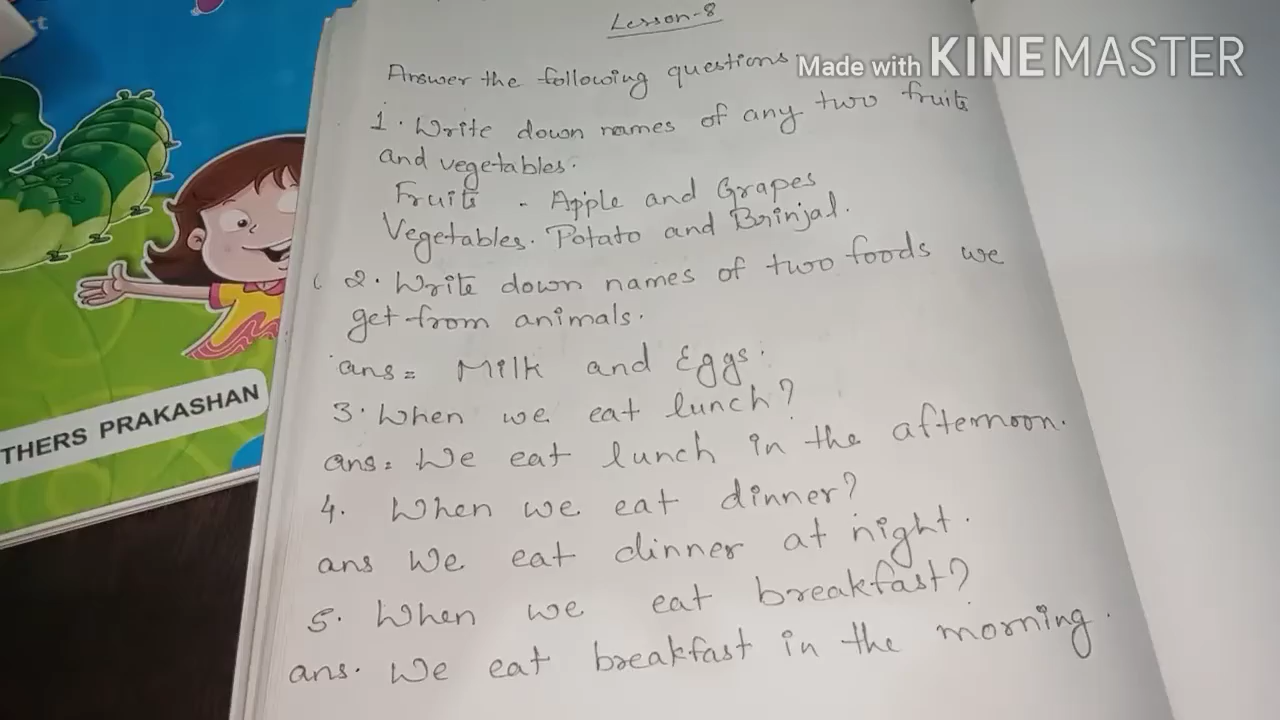 Lesson-8
Answer the following questions
Made with KINEMASTER
1. Write down names of any two fruits
and vegetables.
Fruits - Apple and Grapes
Vegetables. Potato and Brinjal.
2. Write down names of two foods we
get from animals.
ans = Milk and Eggs.
3. When we eat lunch?
ans = We eat lunch in the afternoon.
4. When we eat dinner?
ans We eat dinner at night.
5. When we eat breakfast?
ans. We eat breakfast in the morning.
THERS PRAKASHAN